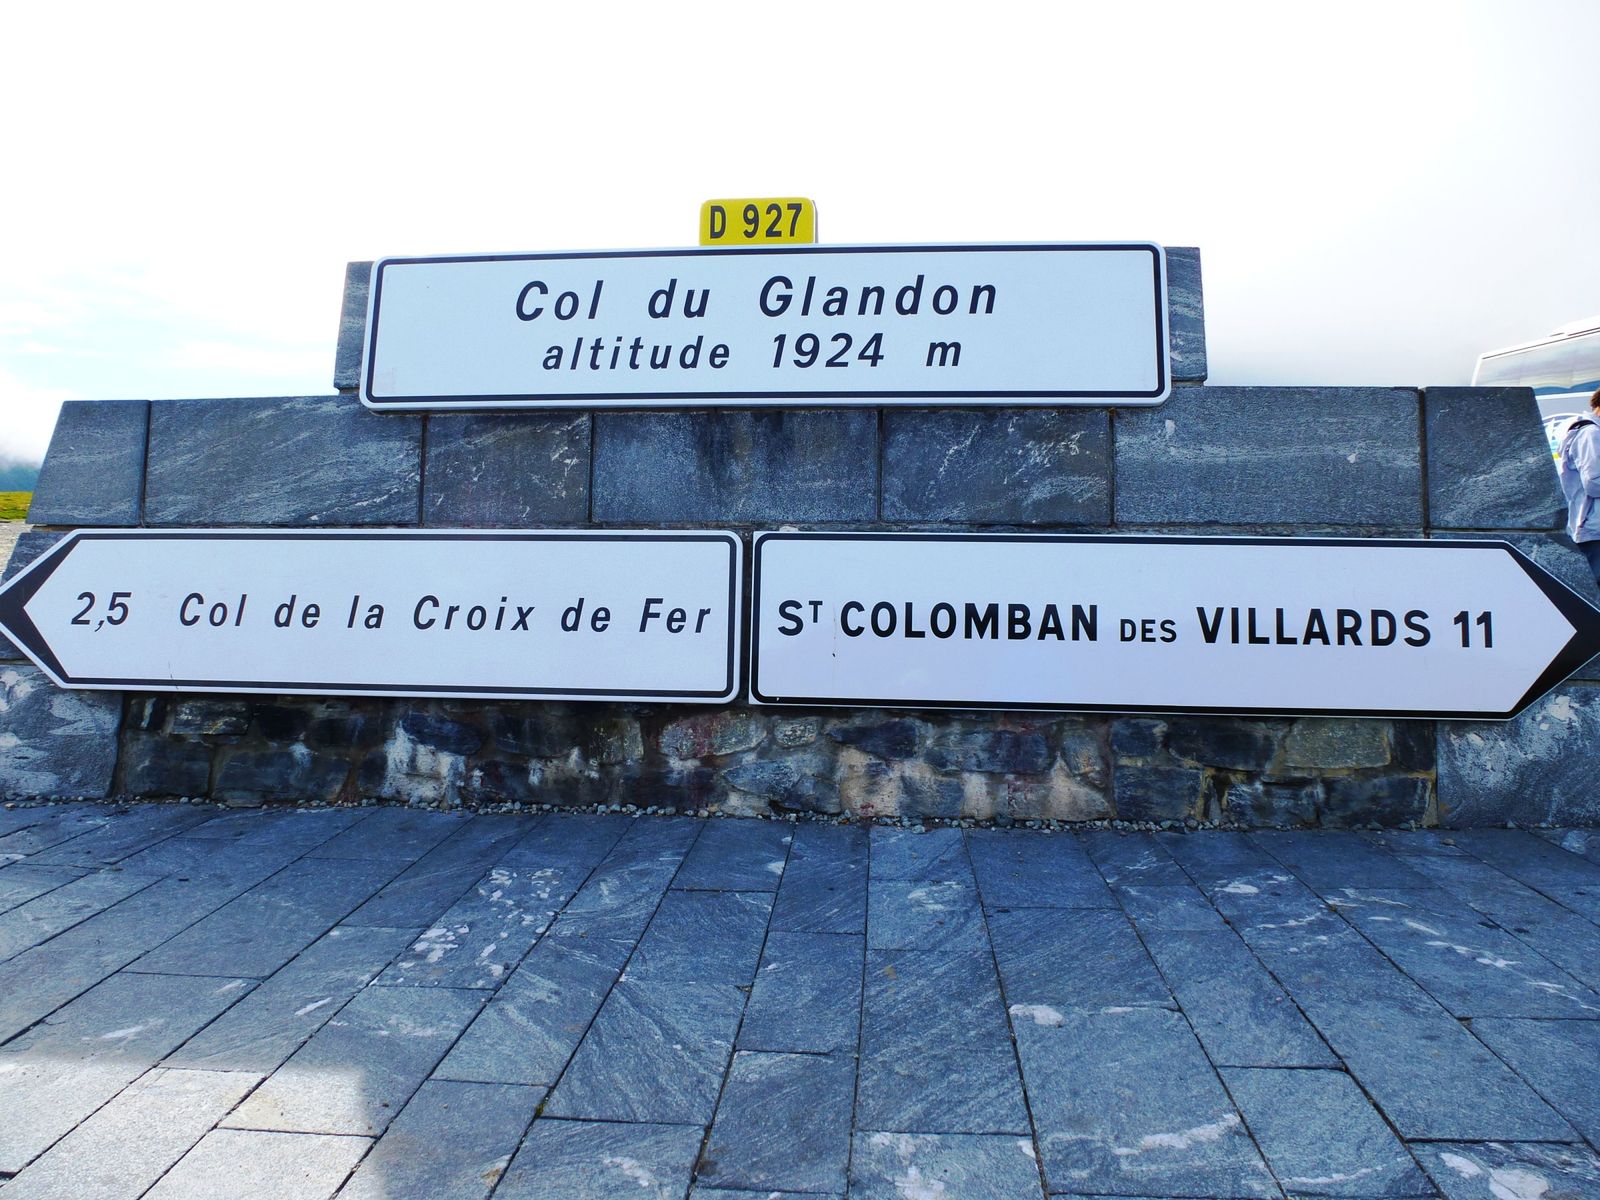 D 927
Col du Glandon
altitude 1924 m
2,5 Col de la Croix de Fer
ST COLOMBAN DES VILLARDS 11